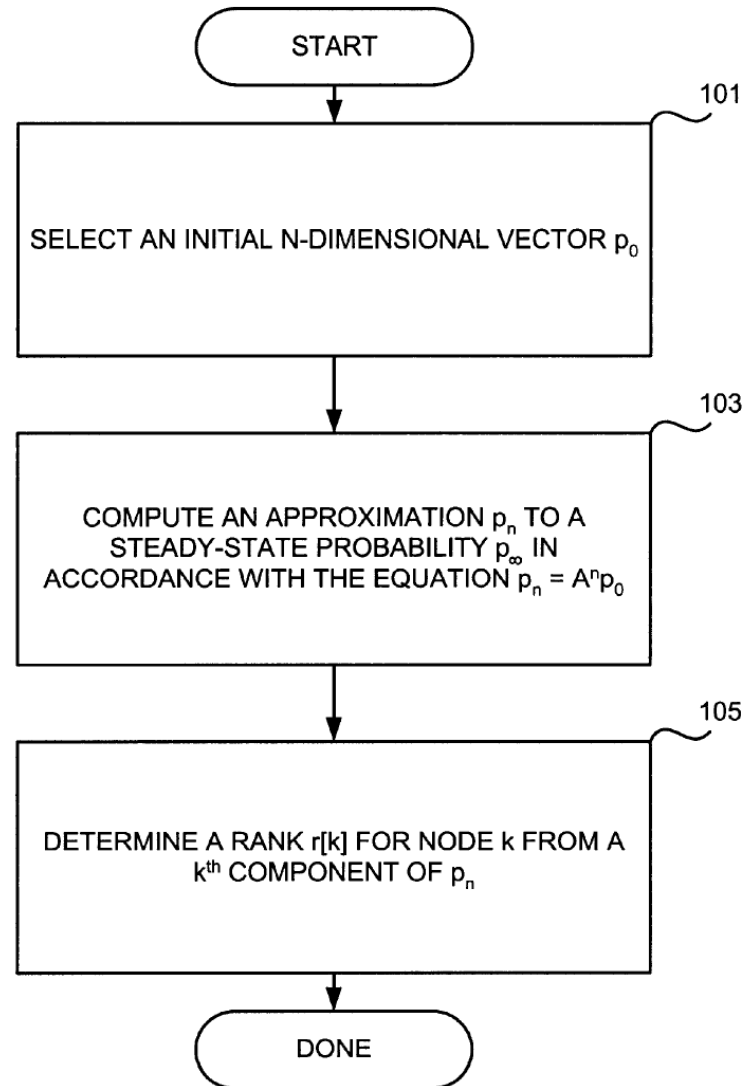 START
101
SELECT AN INITIAL N-DIMENSIONAL VECTOR p₀
103
COMPUTE AN APPROXIMATION pₙ TO A
STEADY-STATE PROBABILITY p∞ IN
ACCORDANCE WITH THE EQUATION pₙ = Aⁿp₀
105
DETERMINE A RANK r[k] FOR NODE k FROM A
kᵗʰ COMPONENT OF pₙ
DONE